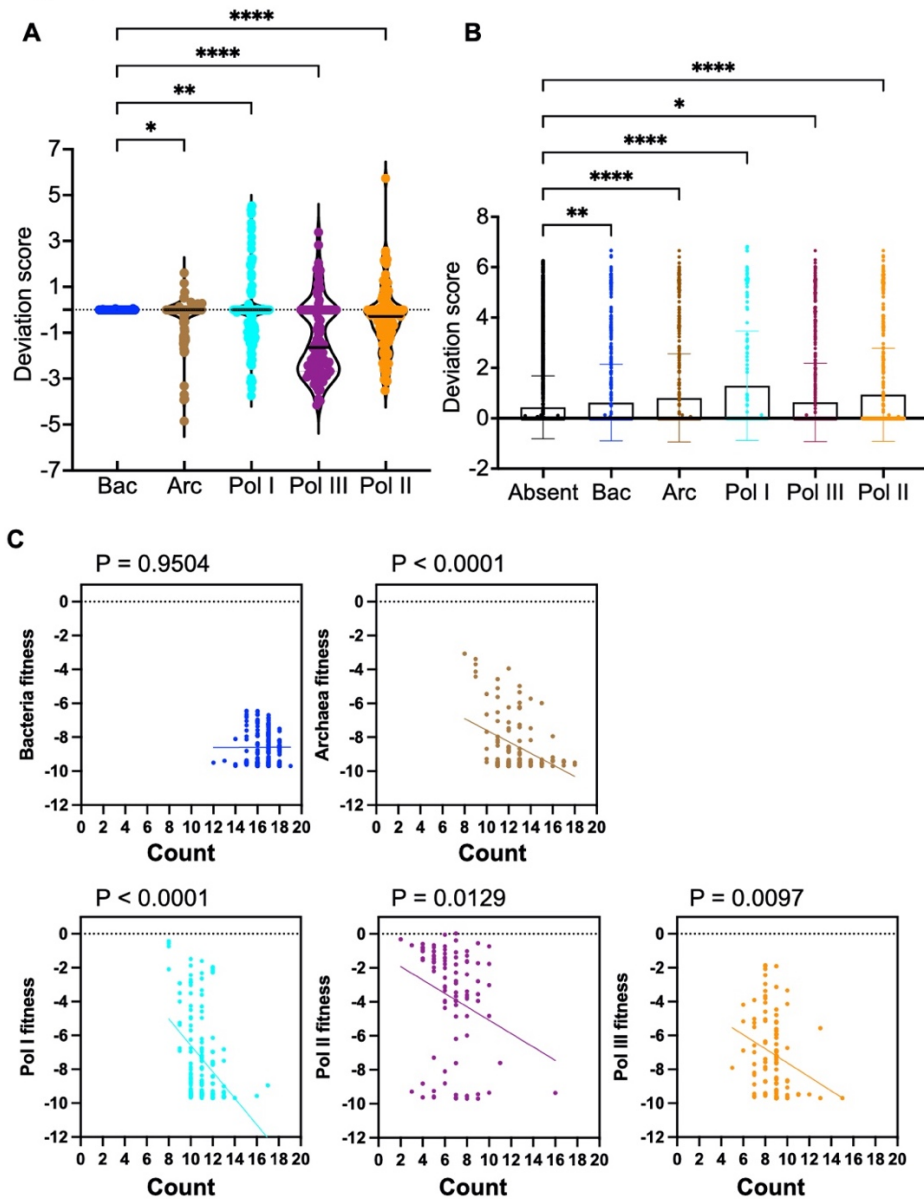 A
****
****
**
*
7
5
3
1
-1
-3
-5
-7
Deviation score
Bac Arc Pol I Pol III Pol II
B
****
*
****
****
**
8
6
4
2
0
-2
Deviation score
Absent Bac Arc Pol I Pol III Pol II
C
P = 0.9504
0
-2
-4
-6
-8
-10
-12
Bacteria fitness
0 2 4 6 8 10 12 14 16 18 20
Count
P < 0.0001
0
-2
-4
-6
-8
-10
-12
Archaea fitness
0 2 4 6 8 10 12 14 16 18 20
Count
P < 0.0001
0
-2
-4
-6
-8
-10
-12
Pol I fitness
0 2 4 6 8 10 12 14 16 18 20
Count
P = 0.0129
0
-2
-4
-6
-8
-10
-12
Pol II fitness
0 2 4 6 8 10 12 14 16 18 20
Count
P = 0.0097
0
-2
-4
-6
-8
-10
-12
Pol III fitness
0 2 4 6 8 10 12 14 16 18 20
Count